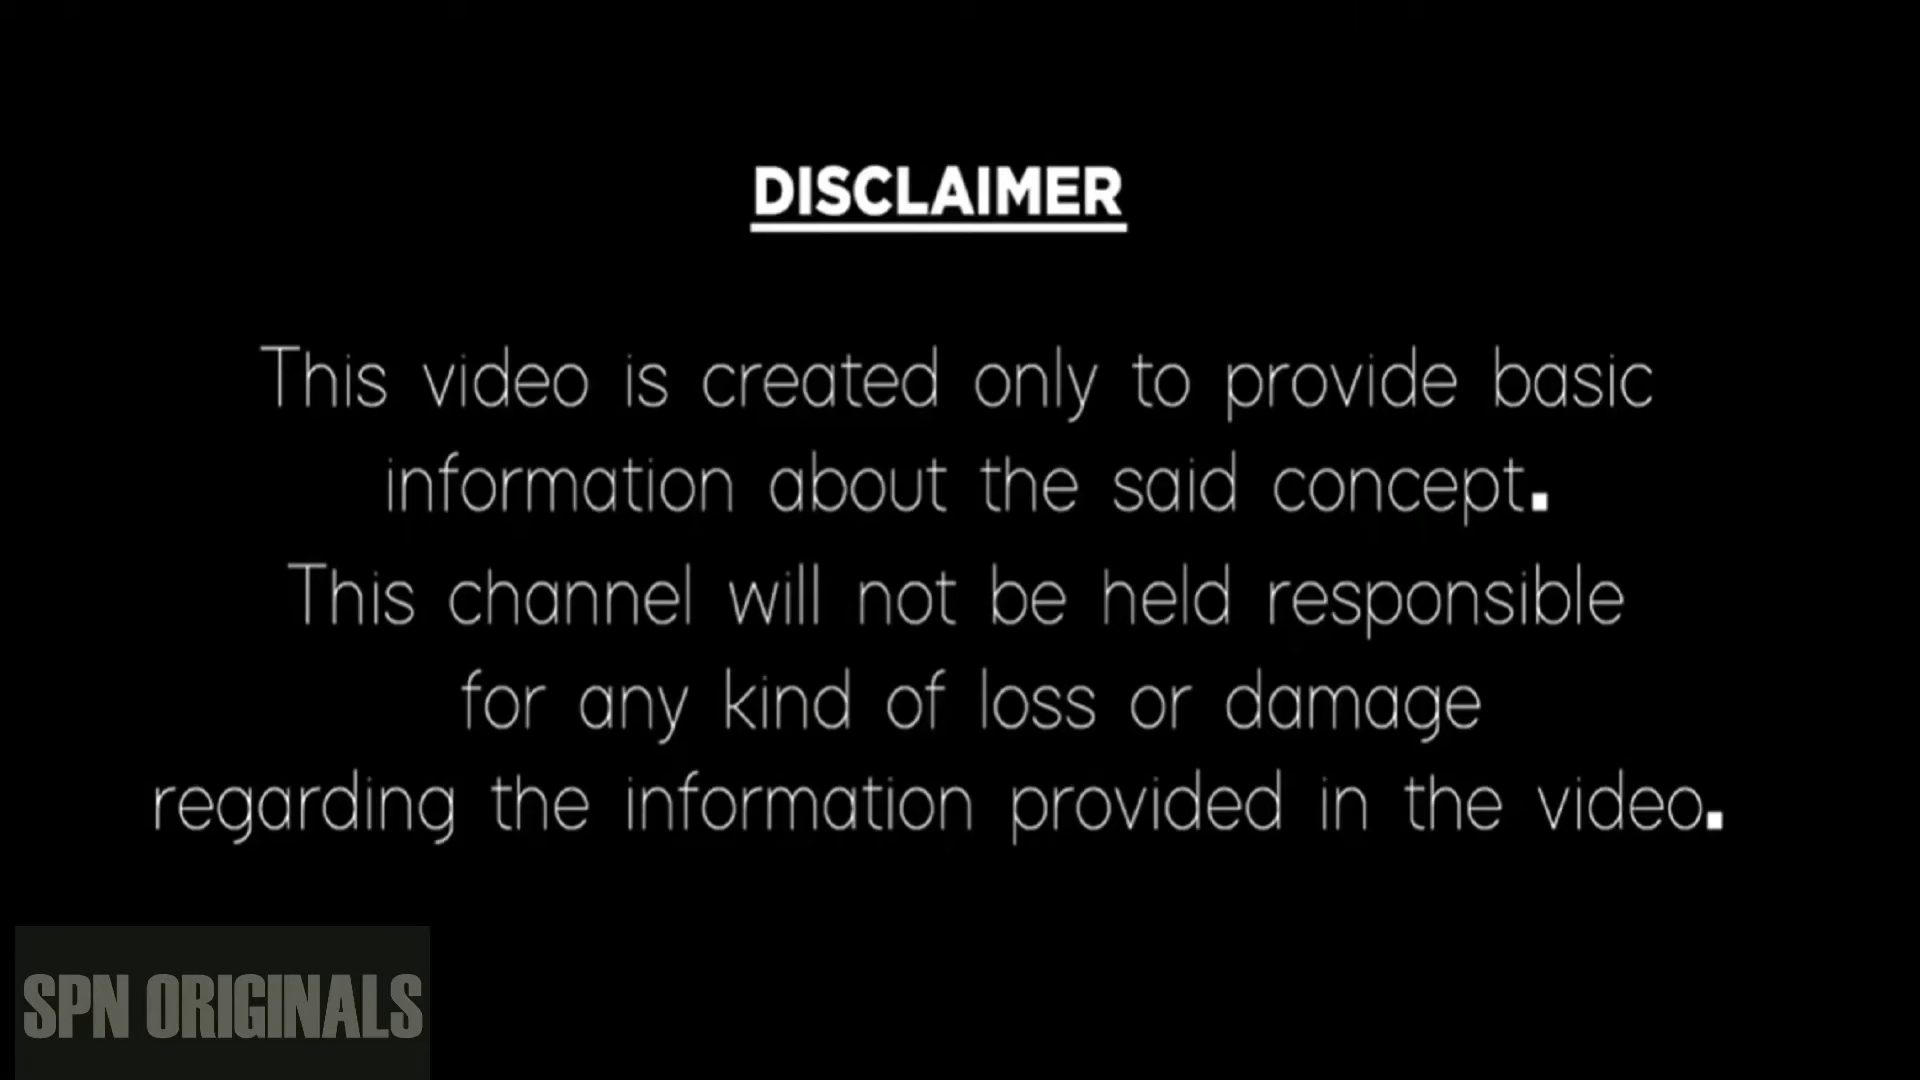 DISCLAIMER
This video is created only to provide basic
information about the said concept.
This channel will not be held responsible
for any kind of loss or damage
regarding the information provided in the video.
SPN ORIGINALS